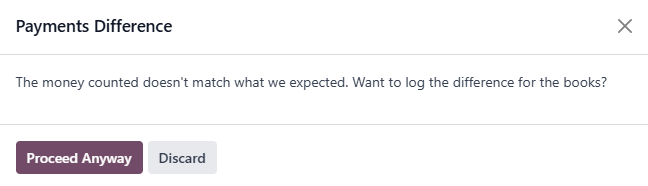 Payments Difference
The money counted doesn't match what we expected. Want to log the difference for the books?
Proceed Anyway Discard